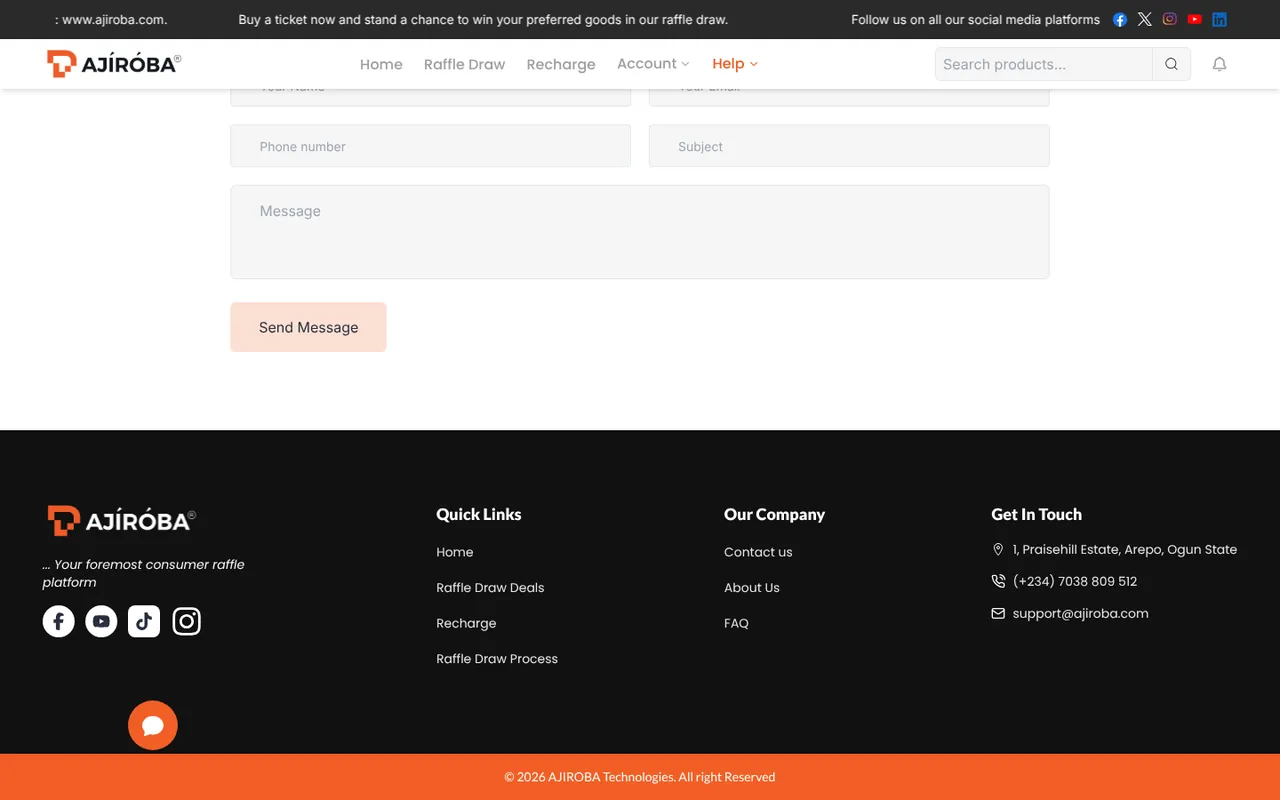 : www.ajiroba.com.
Buy a ticket now and stand a chance to win your preferred goods in our raffle draw.
Follow us on all our social media platforms
AJÍRÓBA®
Home
Raffle Draw
Recharge
Account
Help
Search products...
Your Name
Your Email
Phone number
Subject
Message
Send Message
AJÍRÓBA®
... Your foremost consumer raffle
platform
Quick Links
Home
Raffle Draw Deals
Recharge
Raffle Draw Process
Our Company
Contact us
About Us
FAQ
Get In Touch
1, Praisehill Estate, Arepo, Ogun State
(+234) 7038 809 512
support@ajiroba.com
© 2026 AJIROBA Technologies. All right Reserved